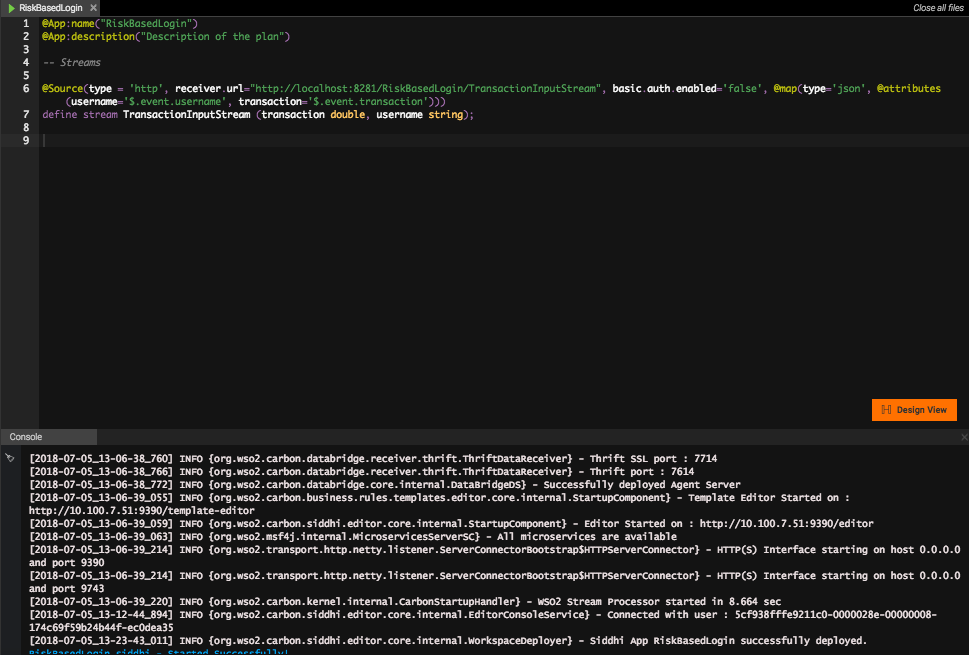 RiskBasedLogin ×
Close all files
1 @App:name("RiskBasedLogin")
2 @App:description("Description of the plan")
3
4 -- Streams
5
6 @Source(type = 'http', receiver.url="http://localhost:8281/RiskBasedLogin/TransactionInputStream", basic.auth.enabled='false', @map(type='json', @attributes
(username='$.event.username', transaction='$.event.transaction')))
7 define stream TransactionInputStream (transaction double, username string);
8
9
Design View
Console ×
[2018-07-05_13-06-38_760] INFO {org.wso2.carbon.databridge.receiver.thrift.ThriftDataReceiver} - Thrift SSL port : 7714
[2018-07-05_13-06-38_766] INFO {org.wso2.carbon.databridge.receiver.thrift.ThriftDataReceiver} - Thrift port : 7614
[2018-07-05_13-06-38_772] INFO {org.wso2.carbon.databridge.core.internal.DataBridgeDS} - Successfully deployed Agent Server
[2018-07-05_13-06-39_055] INFO {org.wso2.carbon.business.rules.templates.editor.core.internal.StartupComponent} - Template Editor Started on :
http://10.100.7.51:9390/template-editor
[2018-07-05_13-06-39_059] INFO {org.wso2.carbon.siddhi.editor.core.internal.StartupComponent} - Editor Started on : http://10.100.7.51:9390/editor
[2018-07-05_13-06-39_063] INFO {org.wso2.msf4j.internal.MicroservicesServerSC} - All microservices are available
[2018-07-05_13-06-39_214] INFO {org.wso2.transport.http.netty.listener.ServerConnectorBootstrap$HTTPServerConnector} - HTTP(S) Interface starting on host 0.0.0.0
and port 9390
[2018-07-05_13-06-39_214] INFO {org.wso2.transport.http.netty.listener.ServerConnectorBootstrap$HTTPServerConnector} - HTTP(S) Interface starting on host 0.0.0.0
and port 9743
[2018-07-05_13-06-39_220] INFO {org.wso2.carbon.kernel.internal.CarbonStartupHandler} - WSO2 Stream Processor started in 8.664 sec
[2018-07-05_13-12-44_894] INFO {org.wso2.carbon.siddhi.editor.core.internal.EditorConsoleService} - Connected with user : 5cf938fffe9211c0-0000028e-00000008-
174c69f59b24b44f-ec0dea35
[2018-07-05_13-23-43_011] INFO {org.wso2.carbon.siddhi.editor.core.internal.WorkspaceDeployer} - Siddhi App RiskBasedLogin successfully deployed.
RiskBasedLogin.siddhi - Started Successfully!